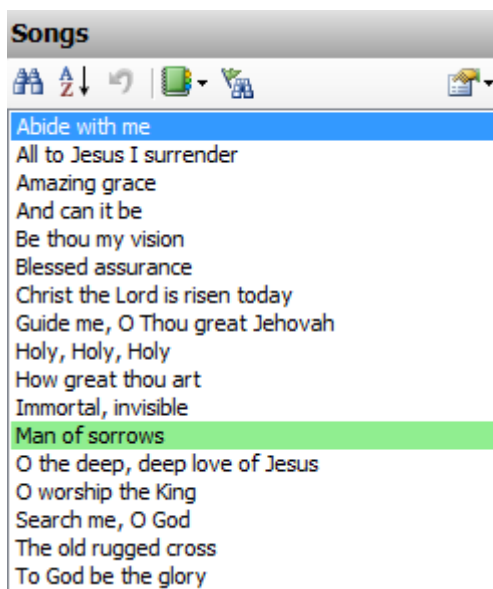 Songs
Abide with me
All to Jesus I surrender
Amazing grace
And can it be
Be thou my vision
Blessed assurance
Christ the Lord is risen today
Guide me, O Thou great Jehovah
Holy, Holy, Holy
How great thou art
Immortal, invisible
Man of sorrows
O the deep, deep love of Jesus
O worship the King
Search me, O God
The old rugged cross
To God be the glory